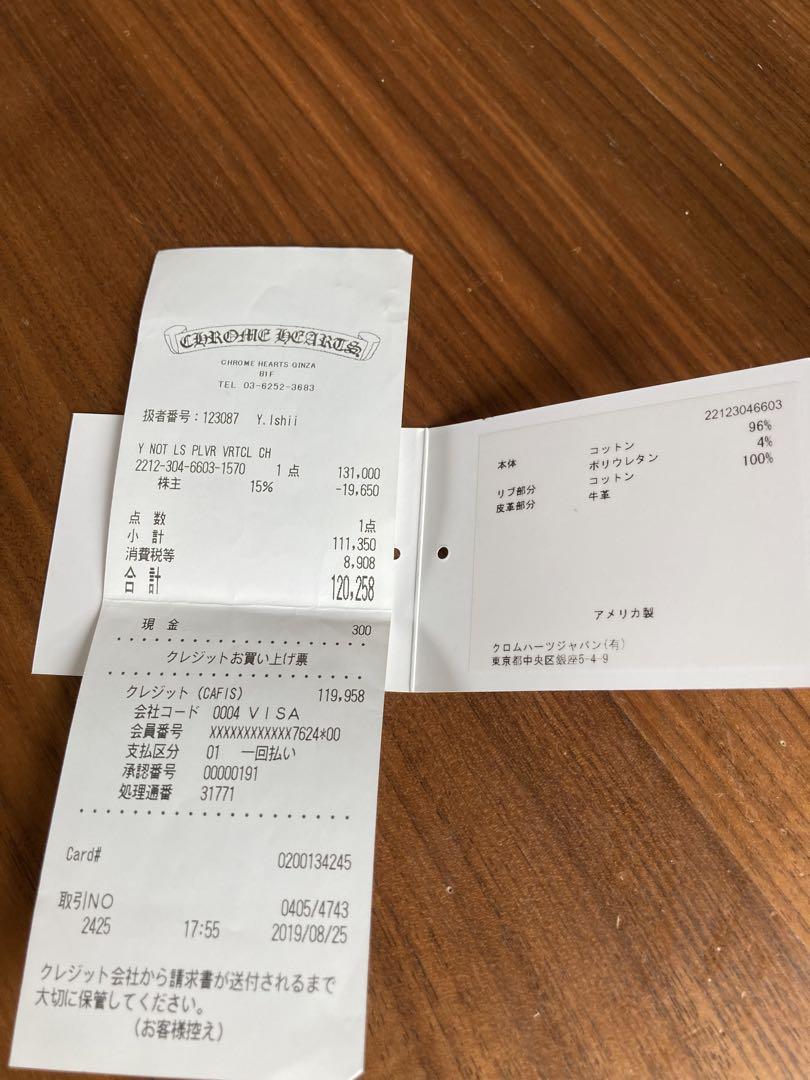 CHROME HEARTS
CHROME HEARTS GINZA
B1F
TEL 03-6252-3683
扱者番号:123087 Y.Ishii
Y NOT LS PLVR VRTCL CH
2212-304-6603-1570 1点 131,000
株主 15% -19,650
点数 1点
小計 111,350
消費税等 8,908
合計 120,258
現金 300
クレジットお買い上げ票
クレジット(CAFIS) 119,958
会社コード 0004 VISA
会員番号 XXXXXXXXXXXX7624*00
支払区分 01 一回払い
承認番号 00000191
処理通番 31771
Card# 0200134245
取引NO 0405/4743
2425 17:55 2019/08/25
クレジット会社から請求書が送付されるまで
大切に保管してください。
(お客様控え)
22123046603
本体 コットン 96%
ポリウレタン 4%
リブ部分 コットン 100%
皮革部分 牛革
アメリカ製
クロムハーツジャパン(有)
東京都中央区銀座5-4-9